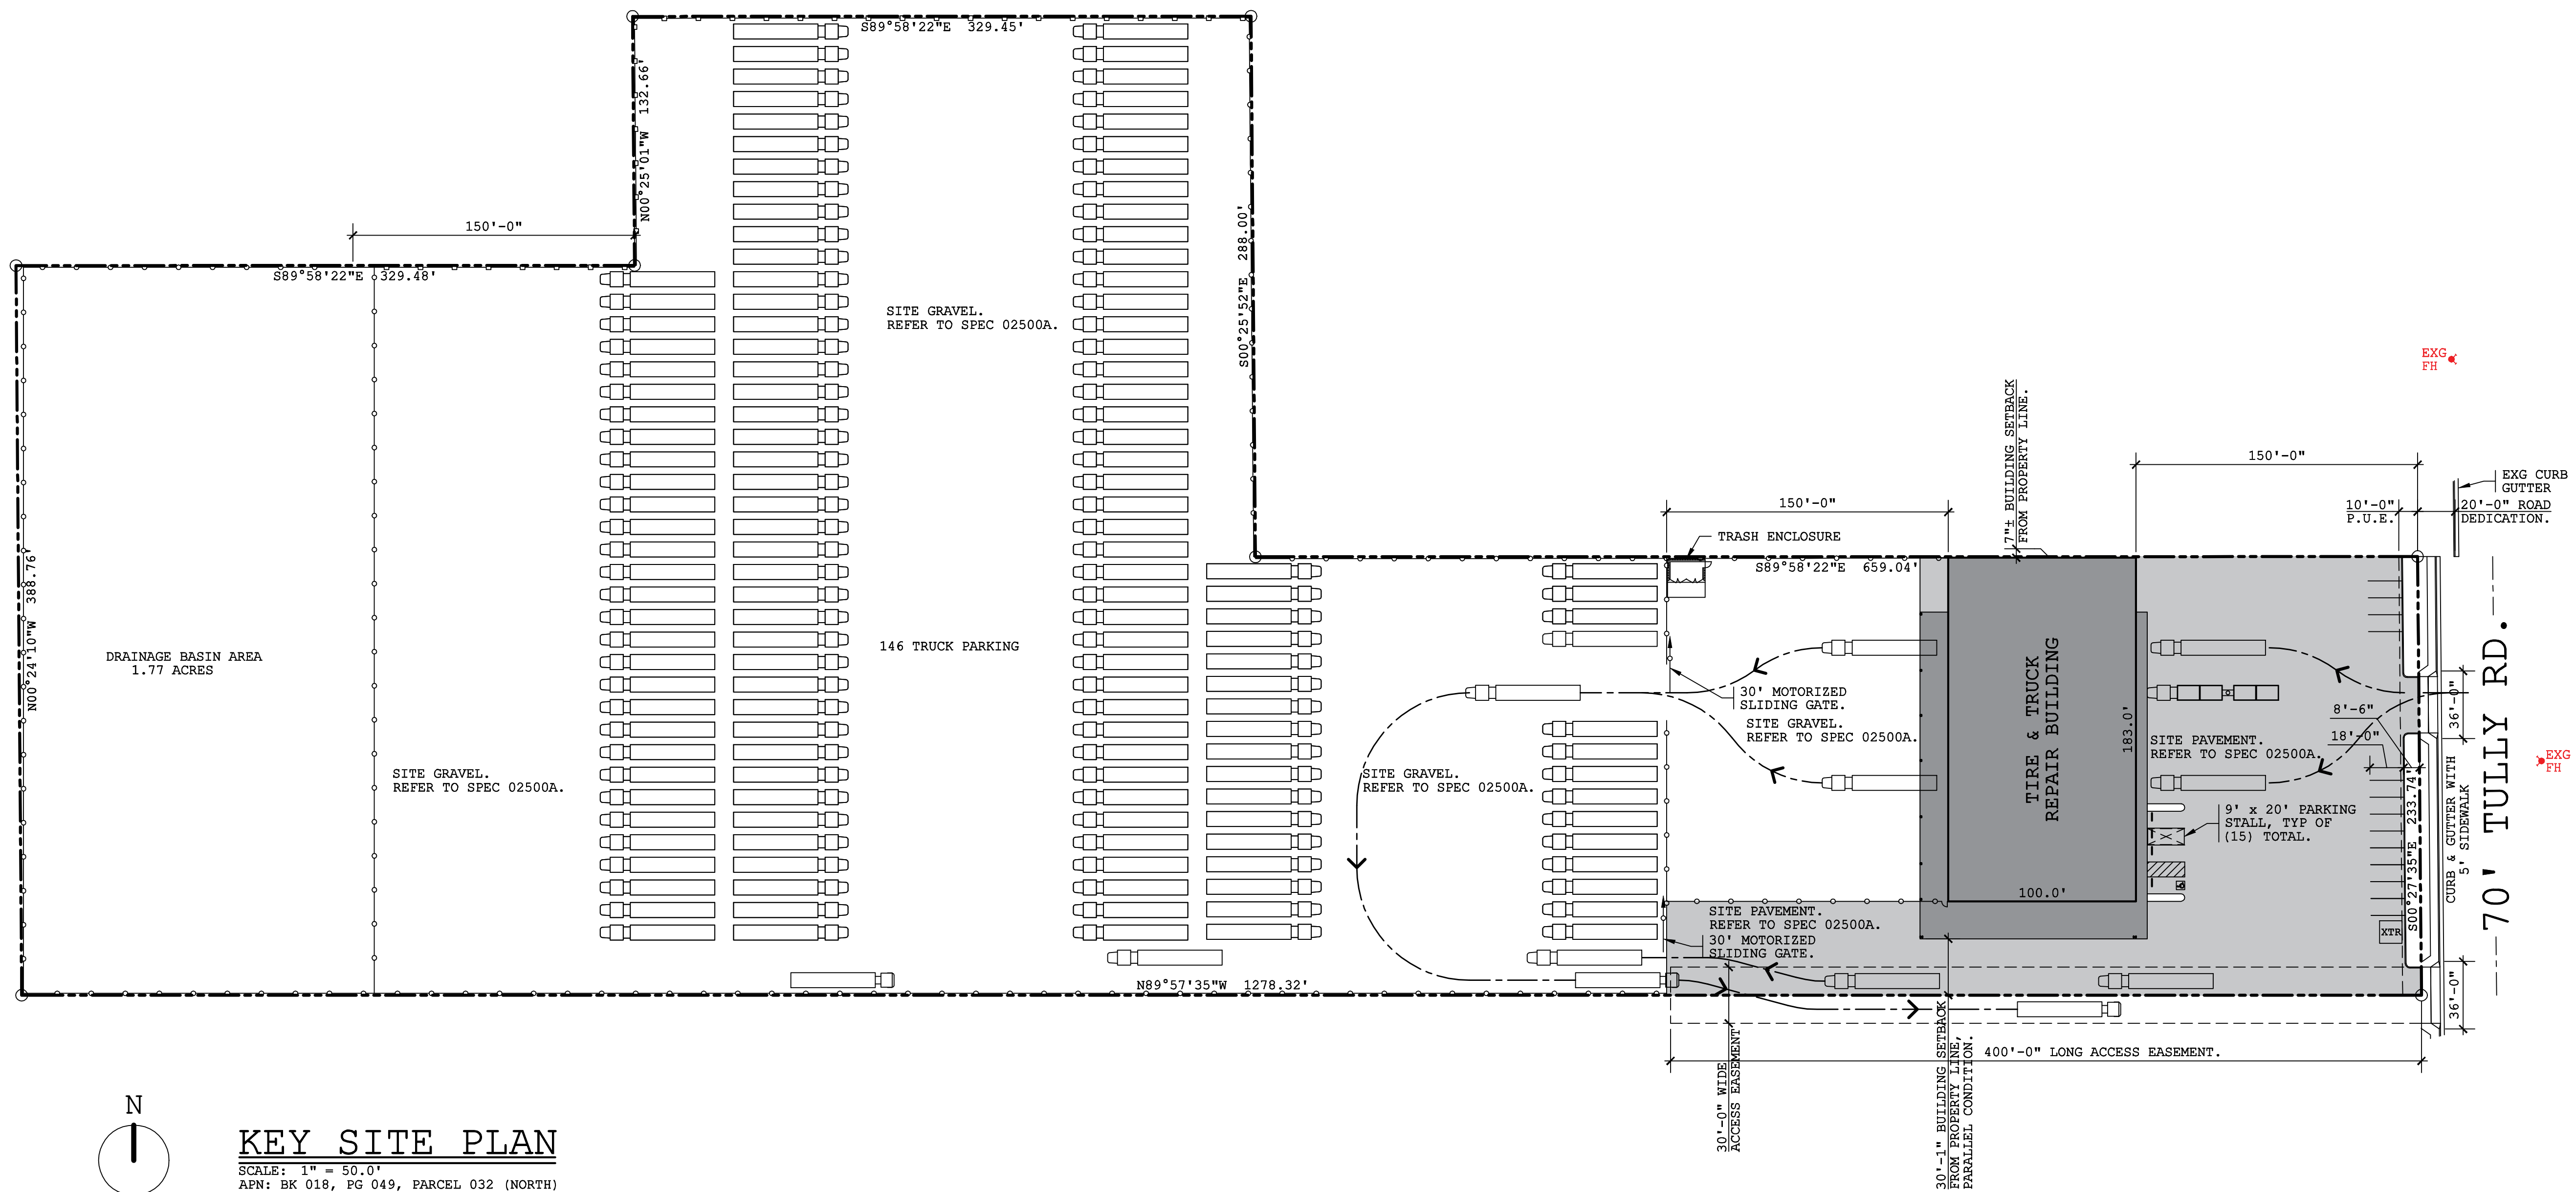 S89°58'22"E 329.45'
N00°25'01"W 132.66'
150'-0"
S89°58'22"E 329.48'
S00°25'52"E 288.00'
SITE GRAVEL.
REFER TO SPEC 02500A.
EXG
FH
7"± BUILDING SETBACK
FROM PROPERTY LINE.
150'-0"
150'-0"
EXG CURB
GUTTER
10'-0"
P.U.E.
20'-0" ROAD
DEDICATION.
TRASH ENCLOSURE
S89°58'22"E 659.04'
N00°24'10"W 388.76'
DRAINAGE BASIN AREA
1.77 ACRES
146 TRUCK PARKING
TIRE & TRUCK
REPAIR BUILDING
183.0'
100.0'
30' MOTORIZED
SLIDING GATE.
SITE GRAVEL.
REFER TO SPEC 02500A.
SITE PAVEMENT.
REFER TO SPEC 02500A.
8'-6"
18'-0"
36'-0"
70' TULLY RD.
EXG
FH
SITE GRAVEL.
REFER TO SPEC 02500A.
SITE GRAVEL.
REFER TO SPEC 02500A.
9' x 20' PARKING
STALL, TYP OF
(15) TOTAL.
S00°27'35"E 233.74'
CURB & GUTTER WITH
5' SIDEWALK
SITE PAVEMENT.
REFER TO SPEC 02500A.
30' MOTORIZED
SLIDING GATE.
XTR
N89°57'35"W 1278.32'
36'-0"
400'-0" LONG ACCESS EASEMENT.
30'-0" WIDE
ACCESS EASEMENT
30'-1" BUILDING SETBACK
FROM PROPERTY LINE,
PARALLEL CONDITION.
N
KEY SITE PLAN
SCALE: 1" = 50.0'
APN: BK 018, PG 049, PARCEL 032 (NORTH)